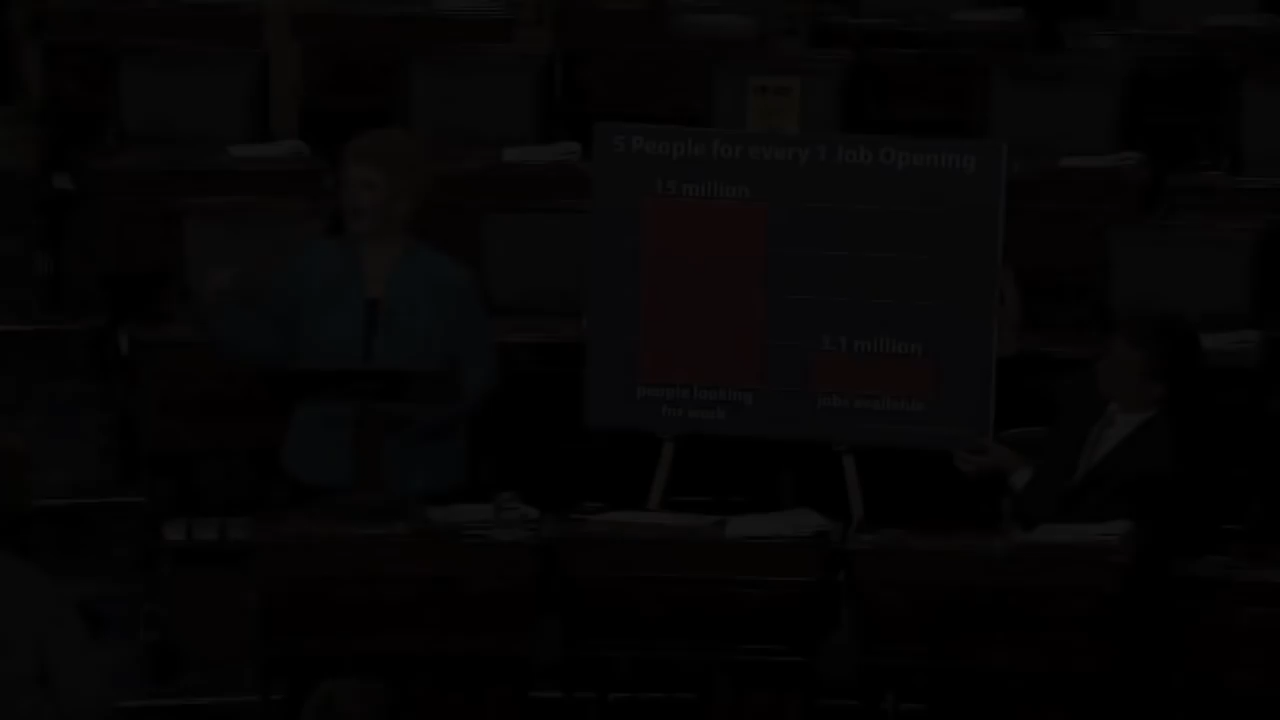 5 People for every 1 Job Opening
15 million
3.1 million
people looking
for work
jobs available